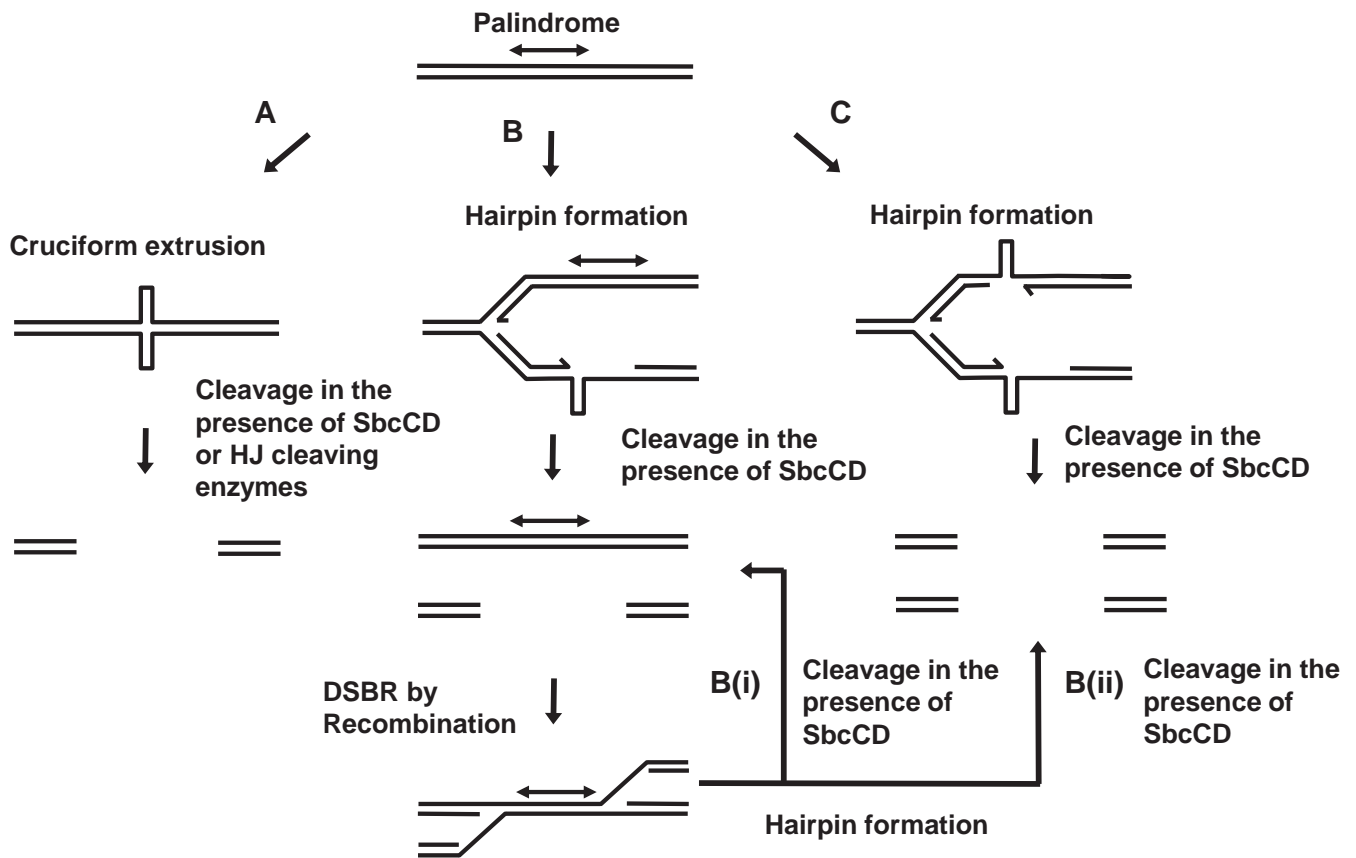 Palindrome
A
B
C
Cruciform extrusion
Hairpin formation
Hairpin formation
Cleavage in the
presence of SbcCD
or HJ cleaving
enzymes
Cleavage in the
presence of SbcCD
Cleavage in the
presence of SbcCD
DSBR by
Recombination
B(i)
Cleavage in the
presence of
SbcCD
B(ii)
Cleavage in the
presence of
SbcCD
Hairpin formation